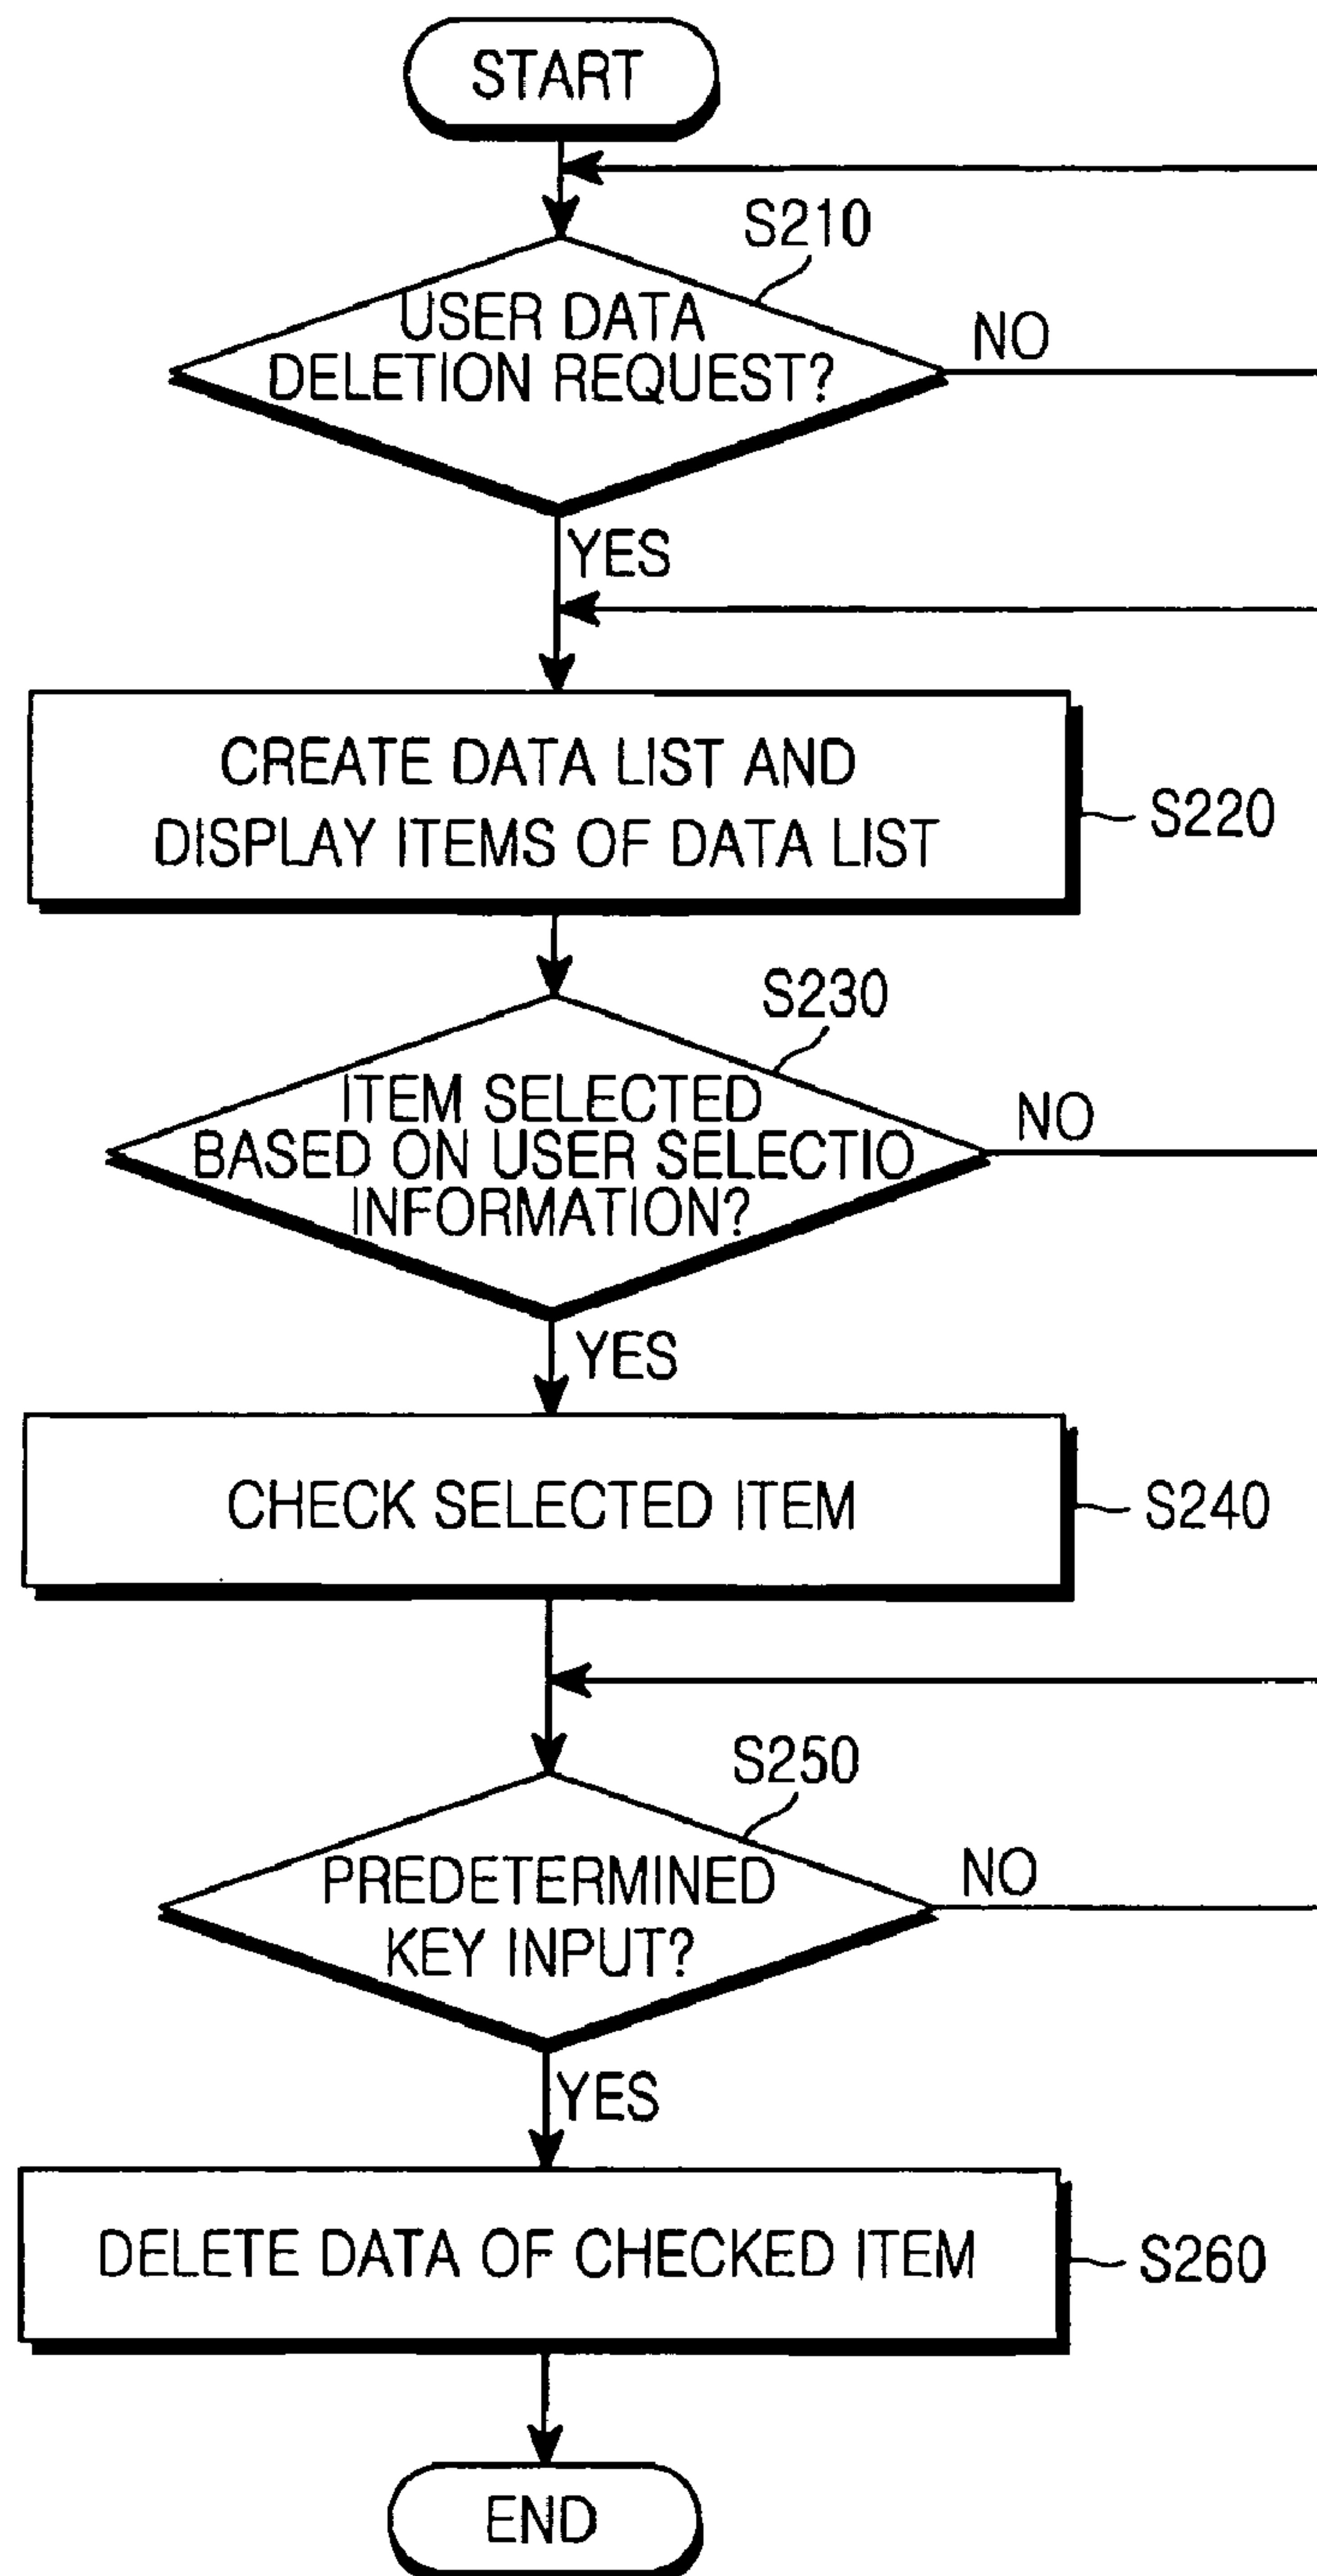 START
S210
USER DATA
DELETION REQUEST?
NO
YES
CREATE DATA LIST AND
DISPLAY ITEMS OF DATA LIST
S220
S230
ITEM SELECTED
BASED ON USER SELECTIO
INFORMATION?
NO
YES
CHECK SELECTED ITEM
S240
S250
PREDETERMINED
KEY INPUT?
NO
YES
DELETE DATA OF CHECKED ITEM
S260
END